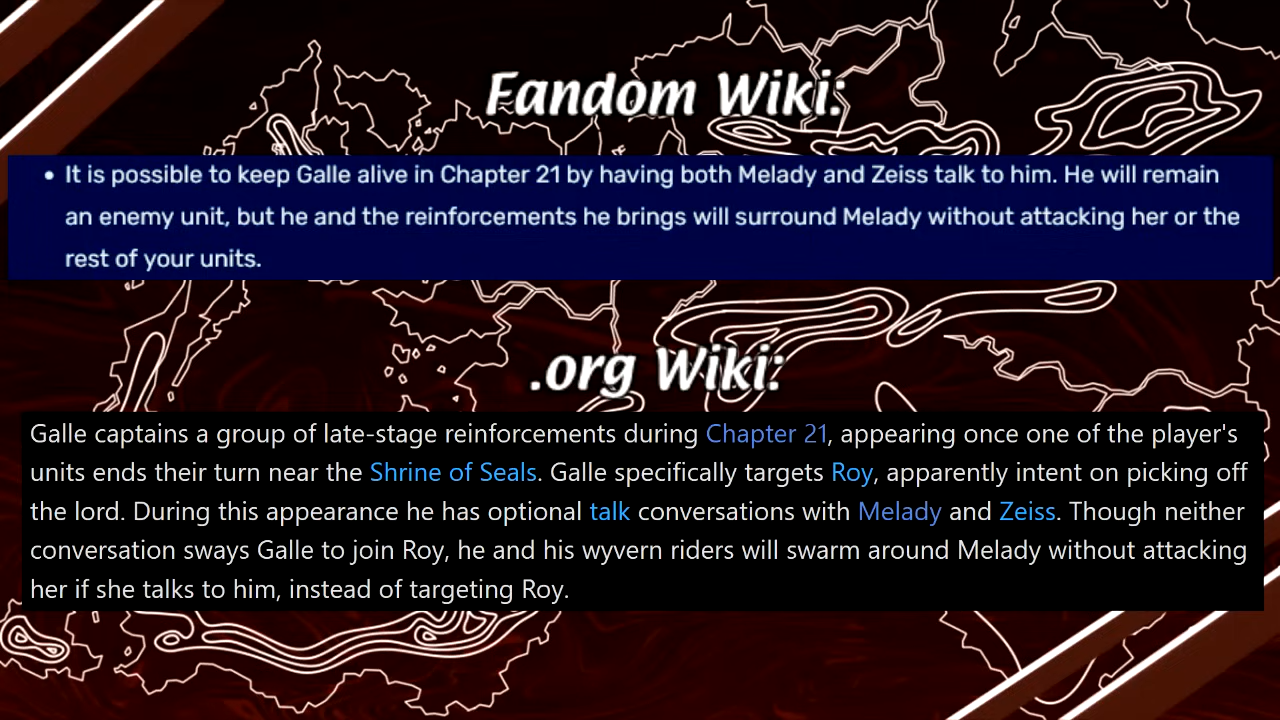 Fandom Wiki:
• It is possible to keep Galle alive in Chapter 21 by having both Melady and Zeiss talk to him. He will remain
an enemy unit, but he and the reinforcements he brings will surround Melady without attacking her or the
rest of your units.
.org Wiki:
Galle captains a group of late-stage reinforcements during Chapter 21, appearing once one of the player's
units ends their turn near the Shrine of Seals. Galle specifically targets Roy, apparently intent on picking off
the lord. During this appearance he has optional talk conversations with Melady and Zeiss. Though neither
conversation sways Galle to join Roy, he and his wyvern riders will swarm around Melady without attacking
her if she talks to him, instead of targeting Roy.